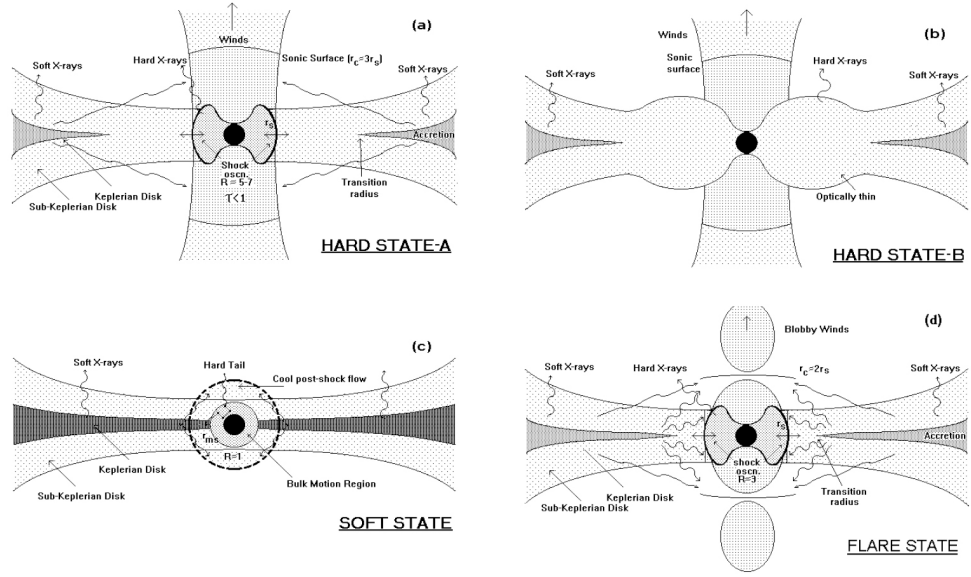 (a)
Winds
Hard X-rays
Sonic Surface (rc=3rs)
Soft X-rays
Soft X-rays
rs
Accretion
Shock
oscn.
R = 5-7
τ<1
Transition
radius
Keplerian Disk
Sub-Keplerian Disk
HARD STATE-A
(b)
Winds
Sonic
surface
Hard X-rays
Soft X-rays
Soft X-rays
Optically thin
HARD STATE-B
(c)
Hard Tail
Soft X-rays
Cool post-shock flow
Soft X-rays
rms
R=1
Keplerian Disk
Bulk Motion Region
Sub-Keplerian Disk
SOFT STATE
(d)
Blobby Winds
Soft X-rays
Hard X-rays
rc=2rs
Soft X-rays
rs
Accretion
shock
oscn.
R=3
Keplerian Disk
Sub-Keplerian Disk
Transition
radius
FLARE STATE